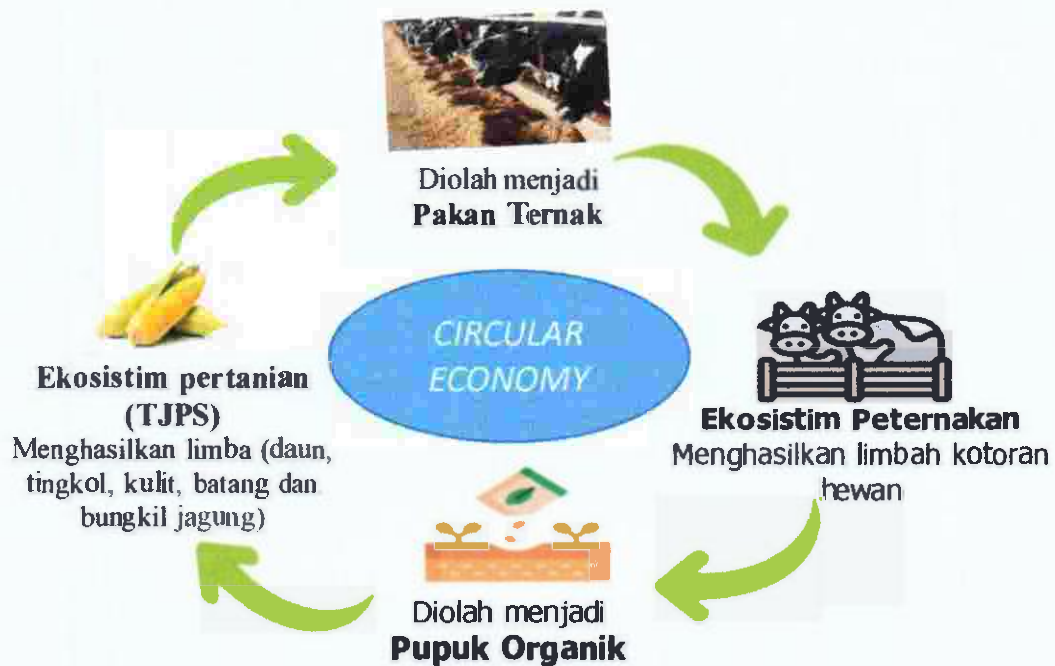 Diolah menjadi
Pakan Ternak
CIRCULAR
ECONOMY
Ekosistim pertanian
(TJPS)
Menghasilkan limba (daun,
tingkol, kulit, batang dan
bungkil jagung)
Ekosistim Peternakan
Menghasilkan limbah kotoran
hewan
Diolah menjadi
Pupuk Organik